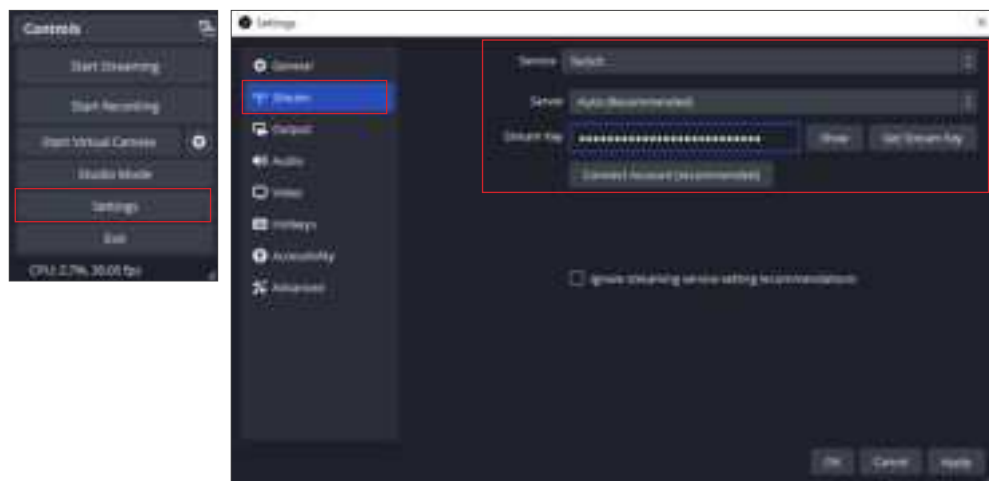 Controls
Start Streaming
Start Recording
Start Virtual Camera
Studio Mode
Settings
Exit
CPU: 2.7%, 30.00 fps
Settings
General
Stream
Output
Audio
Video
Hotkeys
Accessibility
Advanced
Service
Twitch
Server
Auto (Recommended)
Stream Key
Show
Get Stream Key
Connect Account (recommended)
Ignore streaming service setting recommendations
OK
Cancel
Apply